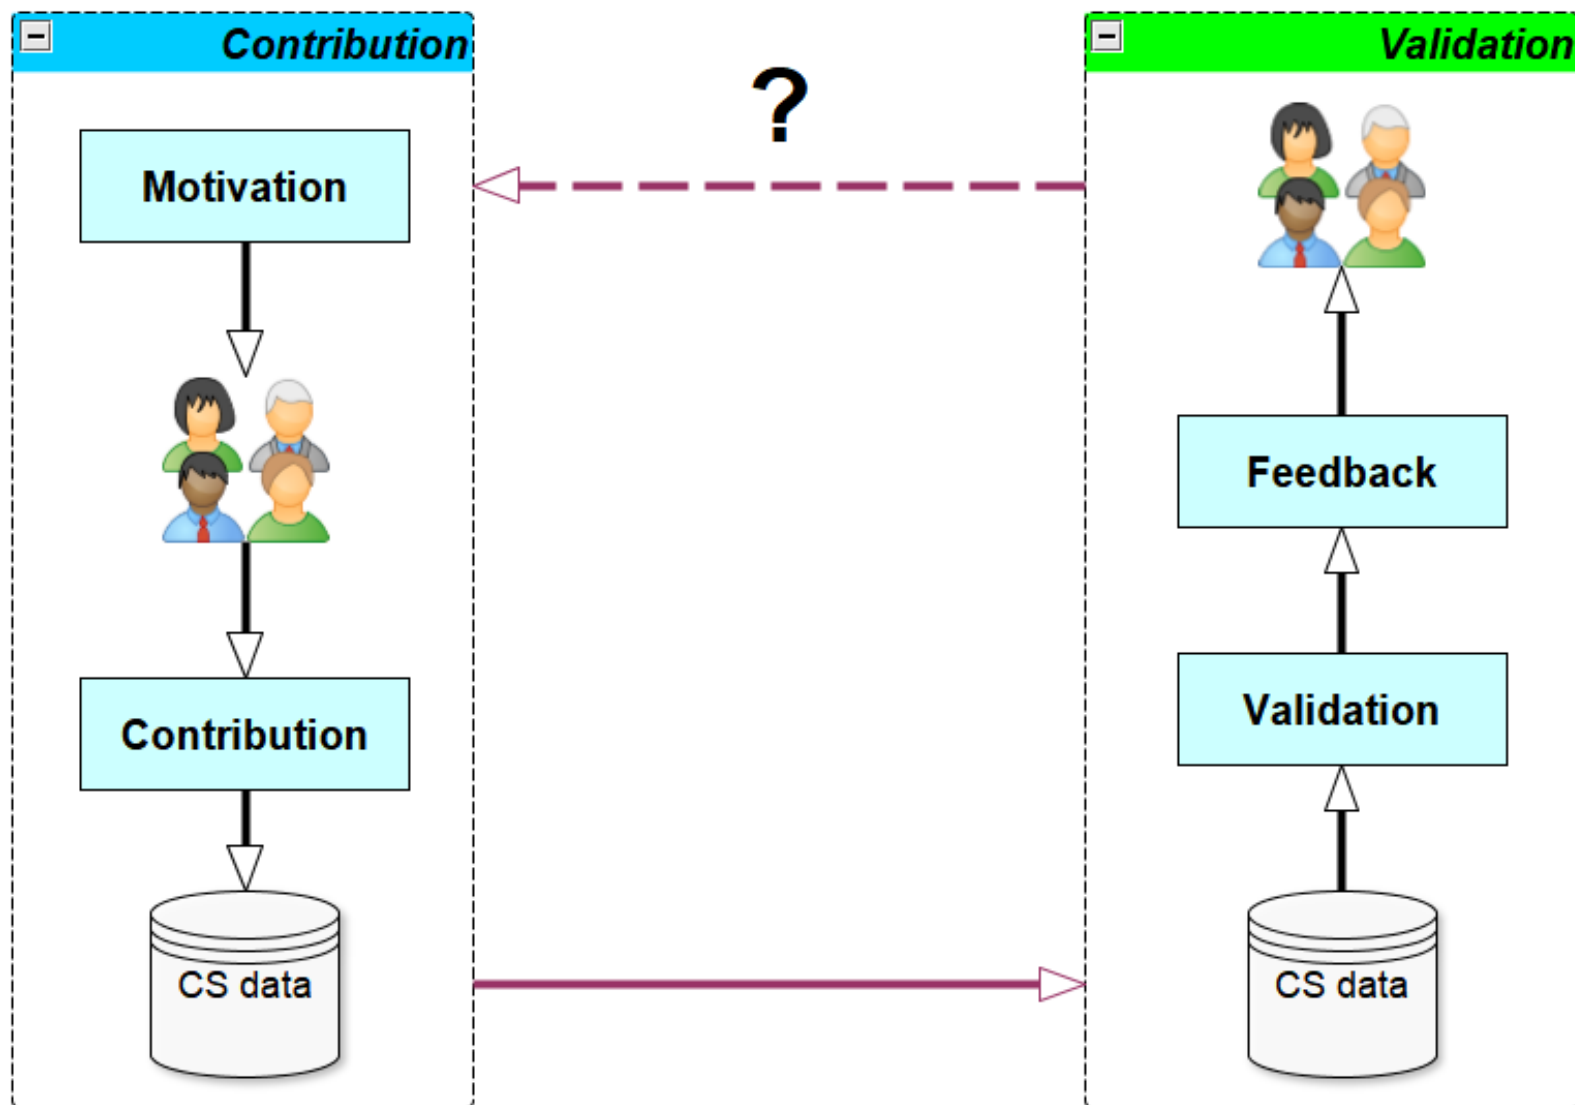 Contribution
Validation
?
Motivation
Contribution
CS data
Feedback
Validation
CS data